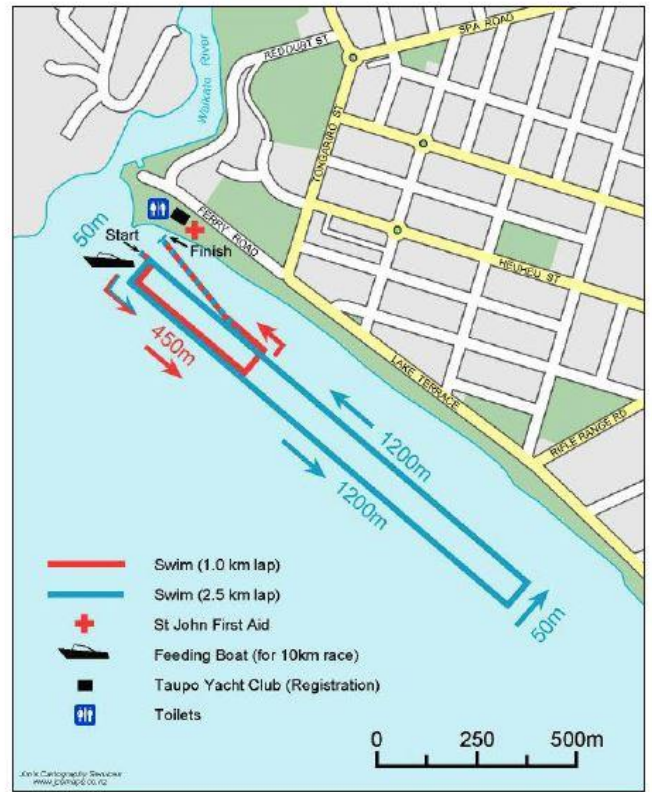 SPA ROAD
REDOUBT ST
Waikato River
TONGARIRO ST
FERRY ROAD
HEUHEU ST
50m
Start
Finish
450m
LAKE TERRACE
RIFLE RANGE RD
1200m
1200m
50m
Swim (1.0 km lap)
Swim (2.5 km lap)
St John First Aid
Feeding Boat (for 10km race)
Taupo Yacht Club (Registration)
Toilets
0 250 500m
Cartography Services